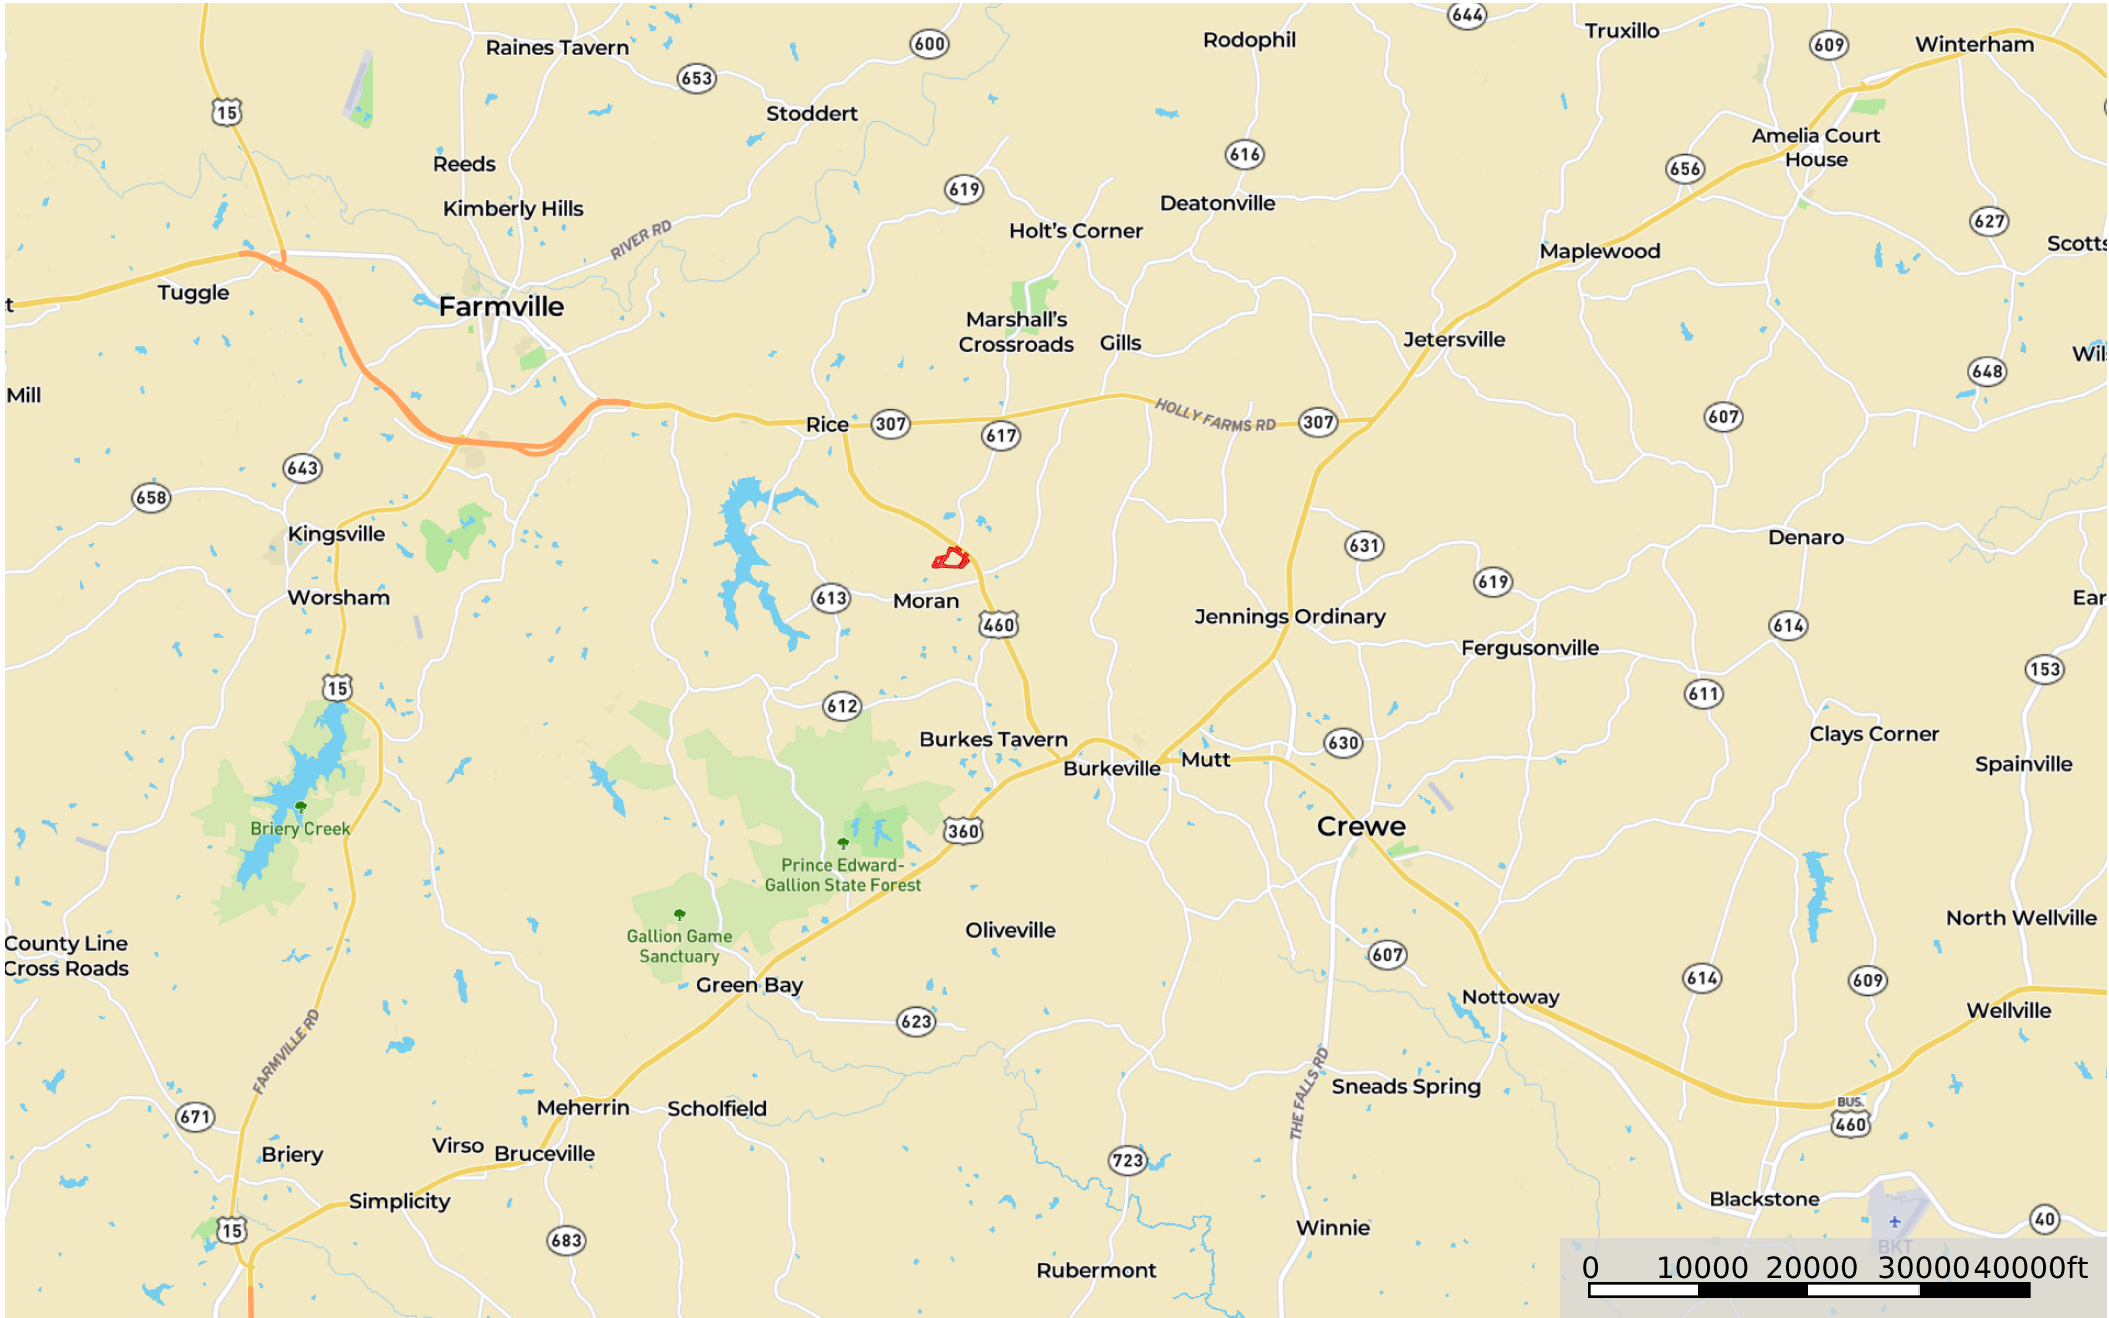 644
Truxillo
609
Winterham
600
Rodophil
Raines Tavern
653
15
Stoddert
Amelia Court
House
616
656
Reeds
619
Deatonville
Kimberly Hills
627
Holt's Corner
RIVER RD
Scotts
Maplewood
Tuggle
t
Farmville
Marshall's
Crossroads
Gills
Jetersville
Wil
648
Mill
HOLLY FARMS RD
607
Rice
307
617
307
643
658
Kingsville
Denaro
631
619
Worsham
613
Moran
Ear
460
Jennings Ordinary
614
Fergusonville
153
15
611
612
Burkes Tavern
630
Clays Corner
Burkeville
Mutt
Spainville
Briery Creek
360
Crewe
Prince Edward-
Gallion State Forest
North Wellville
Oliveville
Gallion Game
Sanctuary
County Line
Cross Roads
607
614
609
Green Bay
Nottoway
Wellville
623
FARMVILLE RD
THE FALLS RD
Sneads Spring
Meherrin
Scholfield
BUS.
460
671
Virso
Bruceville
Briery
723
Simplicity
Blackstone
15
683
Winnie
40
BKT
Rubermont
0 10000 20000 30000 40000ft